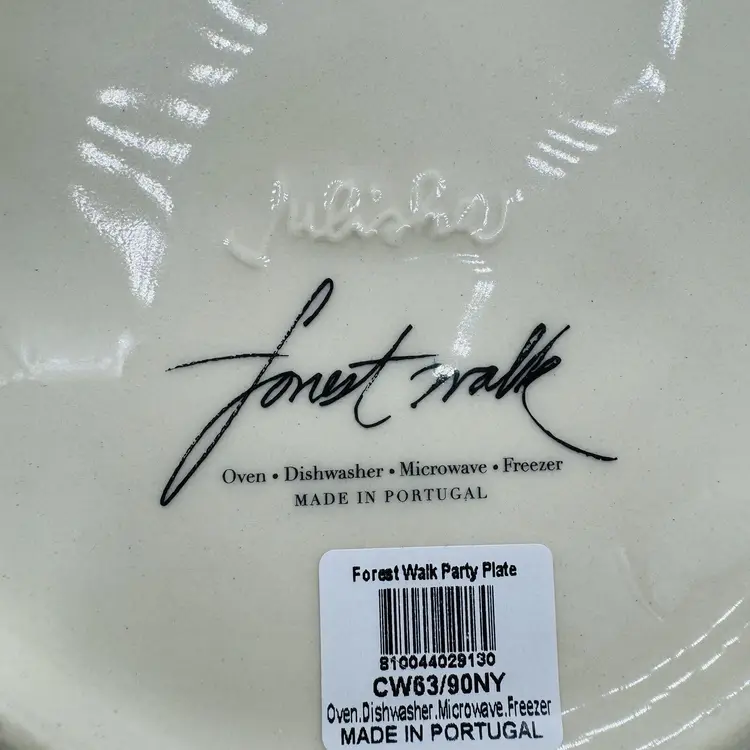 Juliska
forest walk
Oven • Dishwasher • Microwave • Freezer
MADE IN PORTUGAL
Forest Walk Party Plate
810044029130
CW63/90NY
Oven.Dishwasher.Microwave.Freezer
MADE IN PORTUGAL